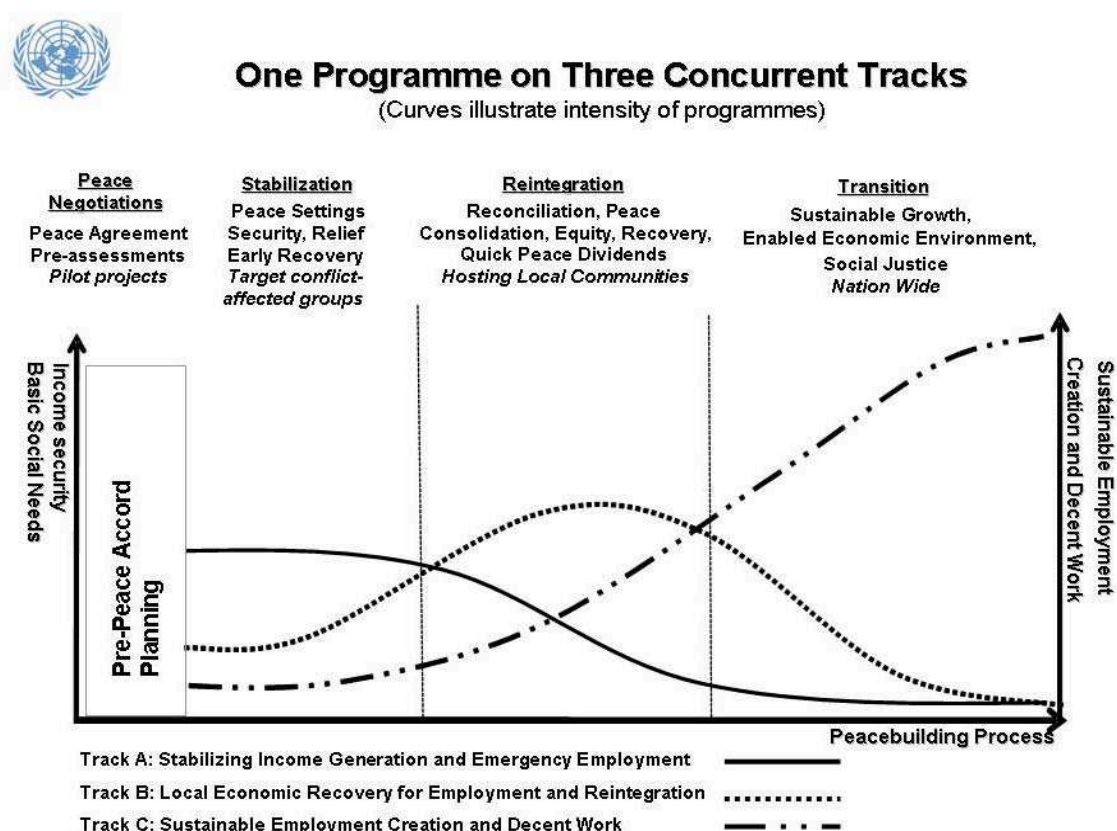 One Programme on Three Concurrent Tracks
(Curves illustrate intensity of programmes)
Peace
Negotiations
Peace Agreement
Pre-assessments
Pilot projects
Stabilization
Peace Settings
Security, Relief
Early Recovery
Target conflict-
affected groups
Reintegration
Reconciliation, Peace
Consolidation, Equity, Recovery,
Quick Peace Dividends
Hosting Local Communities
Transition
Sustainable Growth,
Enabled Economic Environment,
Social Justice
Nation Wide
Income security
Basic Social Needs
Pre-Peace Accord
Planning
Sustainable Employment
Creation and Decent Work
Peacebuilding Process
Track A: Stabilizing Income Generation and Emergency Employment
Track B: Local Economic Recovery for Employment and Reintegration
Track C: Sustainable Employment Creation and Decent Work